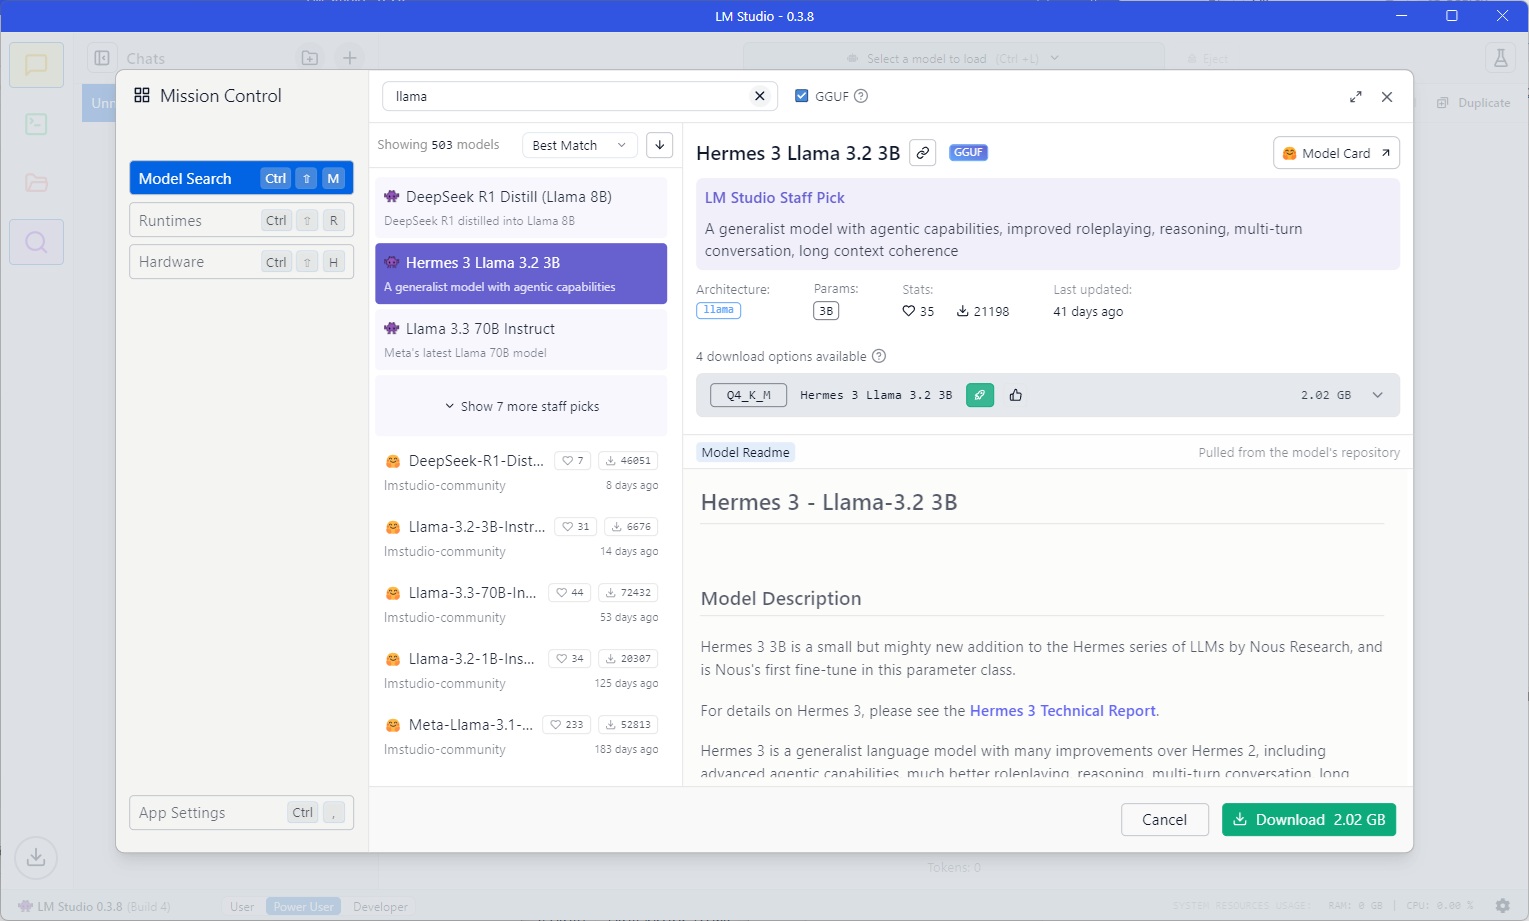 LM Studio - 0.3.8
Chats
Select a model to load (Ctrl +L)
Eject
Duplicate
Mission Control
Model Search Ctrl ⇧ M
Runtimes Ctrl ⇧ R
Hardware Ctrl ⇧ H
App Settings Ctrl ,
llama
GGUF
Showing 503 models
Best Match
DeepSeek R1 Distill (Llama 8B)
DeepSeek R1 distilled into Llama 8B
Hermes 3 Llama 3.2 3B
A generalist model with agentic capabilities
Llama 3.3 70B Instruct
Meta's latest Llama 70B model
Show 7 more staff picks
DeepSeek-R1-Dist... 7 46051
lmstudio-community 8 days ago
Llama-3.2-3B-Instr... 31 6676
lmstudio-community 14 days ago
Llama-3.3-70B-In... 44 72432
lmstudio-community 53 days ago
Llama-3.2-1B-Ins... 34 20307
lmstudio-community 125 days ago
Meta-Llama-3.1-... 233 52813
lmstudio-community 183 days ago
Hermes 3 Llama 3.2 3B GGUF
Model Card
LM Studio Staff Pick
A generalist model with agentic capabilities, improved roleplaying, reasoning, multi-turn
conversation, long context coherence
Architecture: Params: Stats: Last updated:
llama 3B 35 21198 41 days ago
4 download options available
Q4_K_M Hermes 3 Llama 3.2 3B 2.02 GB
Model Readme Pulled from the model's repository
Hermes 3 - Llama-3.2 3B
Model Description
Hermes 3 3B is a small but mighty new addition to the Hermes series of LLMs by Nous Research, and
is Nous's first fine-tune in this parameter class.
For details on Hermes 3, please see the Hermes 3 Technical Report.
Hermes 3 is a generalist language model with many improvements over Hermes 2, including
advanced agentic capabilities, much better roleplaying, reasoning, multi-turn conversation, long
Cancel
Download 2.02 GB
Tokens: 0
LM Studio 0.3.8 (Build 4)
User Power User Developer
SYSTEM RESOURCES USAGE: RAM: 0 GB | CPU: 0.00 %